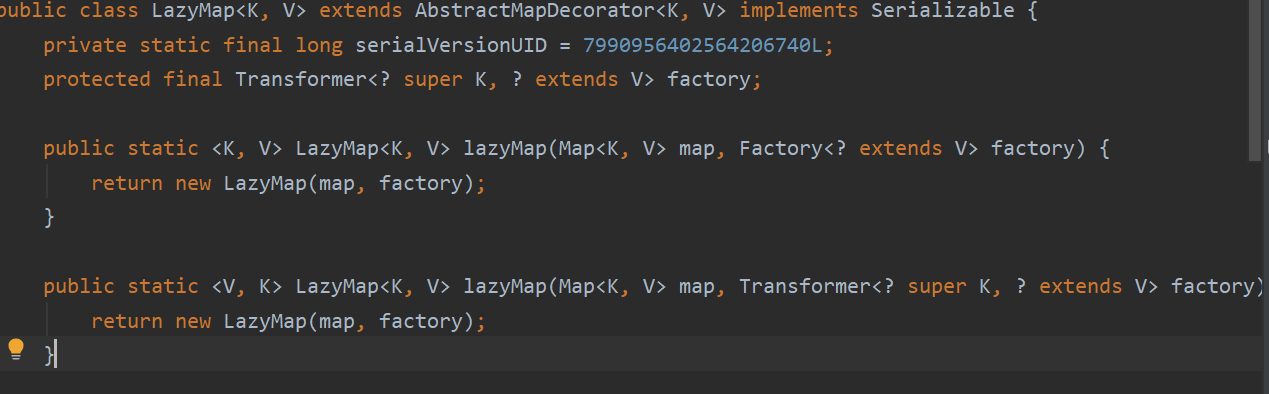 public class LazyMap<K, V> extends AbstractMapDecorator<K, V> implements Serializable {
private static final long serialVersionUID = 7990956402564206740L;
protected final Transformer<? super K, ? extends V> factory;
public static <K, V> LazyMap<K, V> lazyMap(Map<K, V> map, Factory<? extends V> factory) {
return new LazyMap(map, factory);
}
public static <V, K> LazyMap<K, V> lazyMap(Map<K, V> map, Transformer<? super K, ? extends V> factory)
return new LazyMap(map, factory);
}